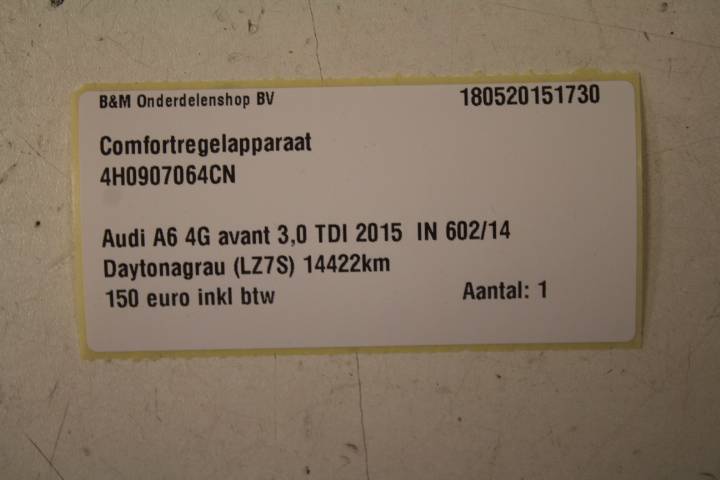 B&M Onderdelenshop BV 180520151730
Comfortregelapparaat
4H0907064CN
Audi A6 4G avant 3,0 TDI 2015 IN 602/14
Daytonagrau (LZ7S) 14422km
150 euro inkl btw Aantal: 1